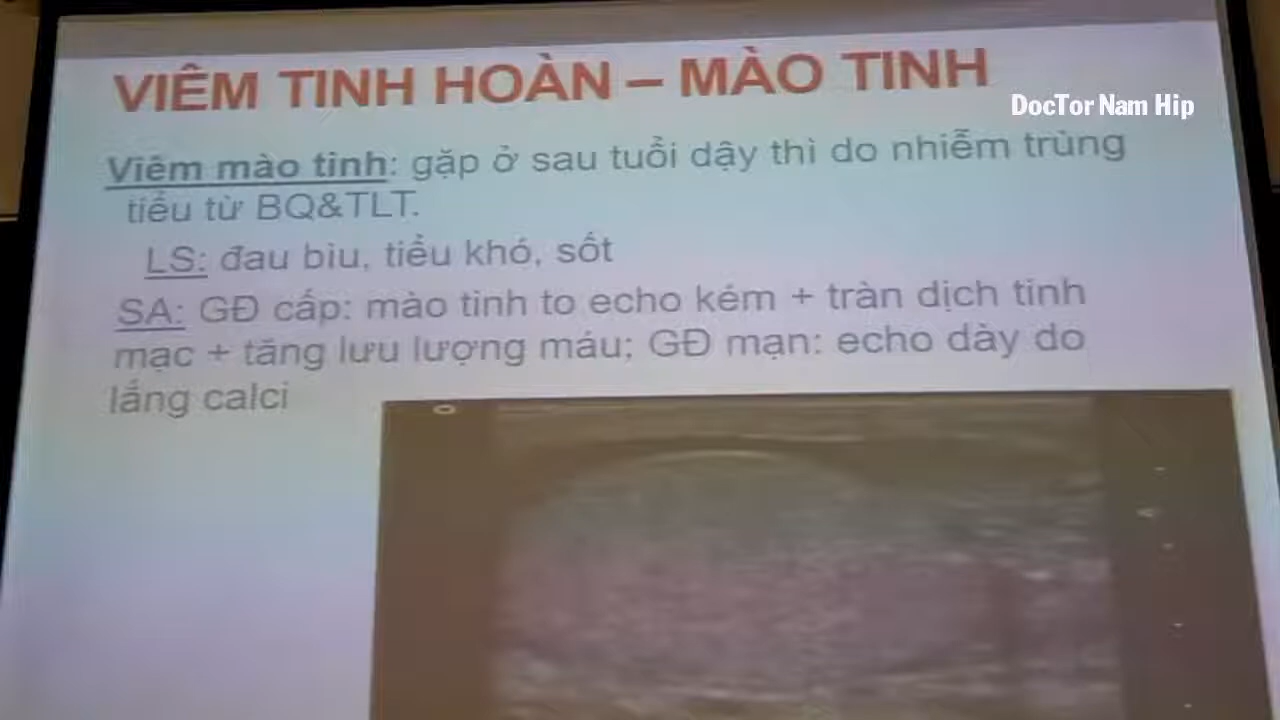 VIÊM TINH HOÀN – MÀO TINH
DocTor Nam Hip
Viêm mào tinh: gặp ở sau tuổi dậy thì do nhiễm trùng
tiểu từ BQ&TLT.
LS: đau bìu, tiểu khó, sốt
SA: GĐ cấp: mào tinh to echo kém + tràn dịch tinh
mạc + tăng lưu lượng máu; GĐ mạn: echo dày do
lắng calci